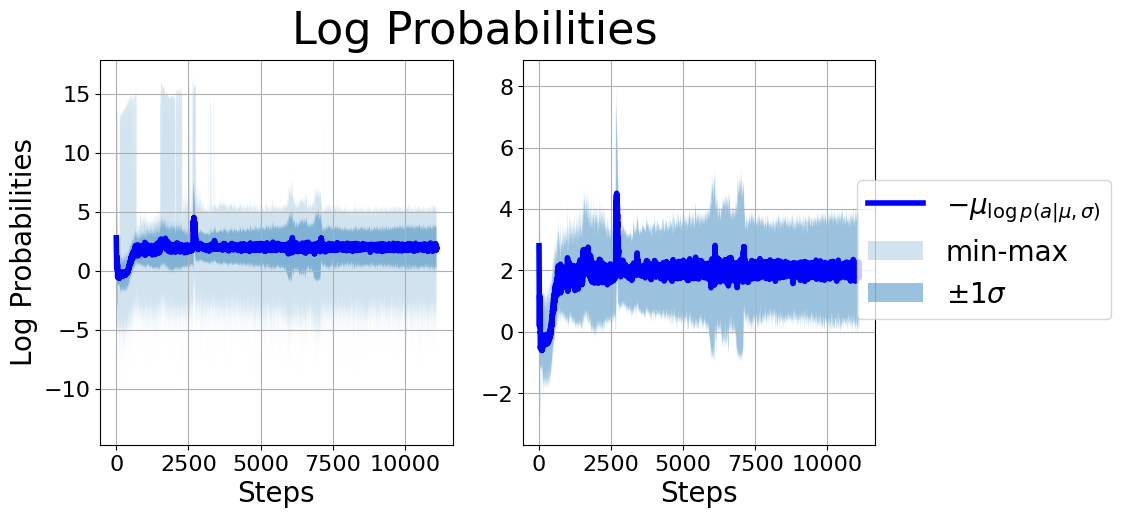 Log Probabilities
Log Probabilities
15
10
5
0
−5
−10
0 2500 5000 7500 10000
Steps
8
6
4
2
0
−2
0 2500 5000 7500 10000
Steps
−μ_{log p(a|μ, σ)}
min-max
±1σ